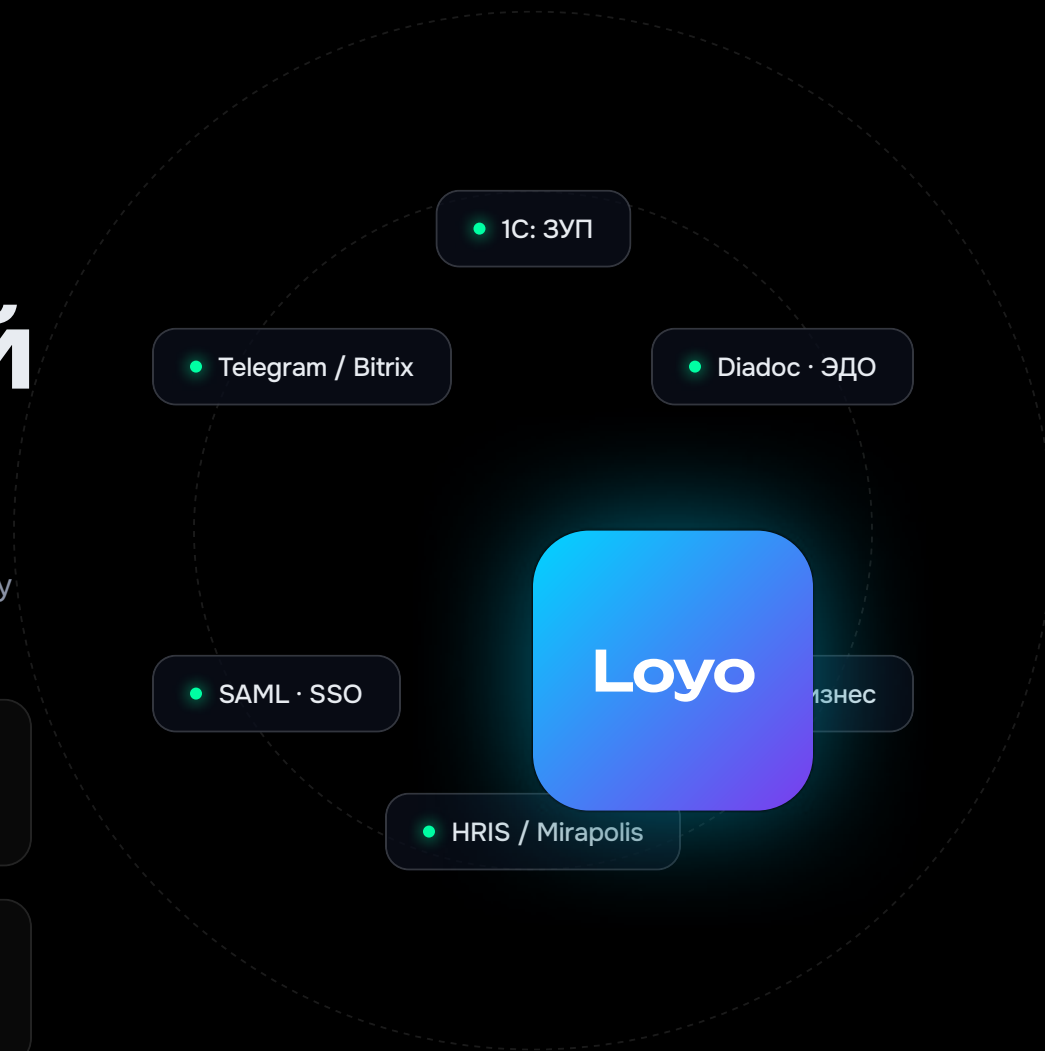 1С: ЗУП
Telegram / Bitrix
Diadoc · ЭДО
Loyo
SAML · SSO
HRIS / Mirapolis